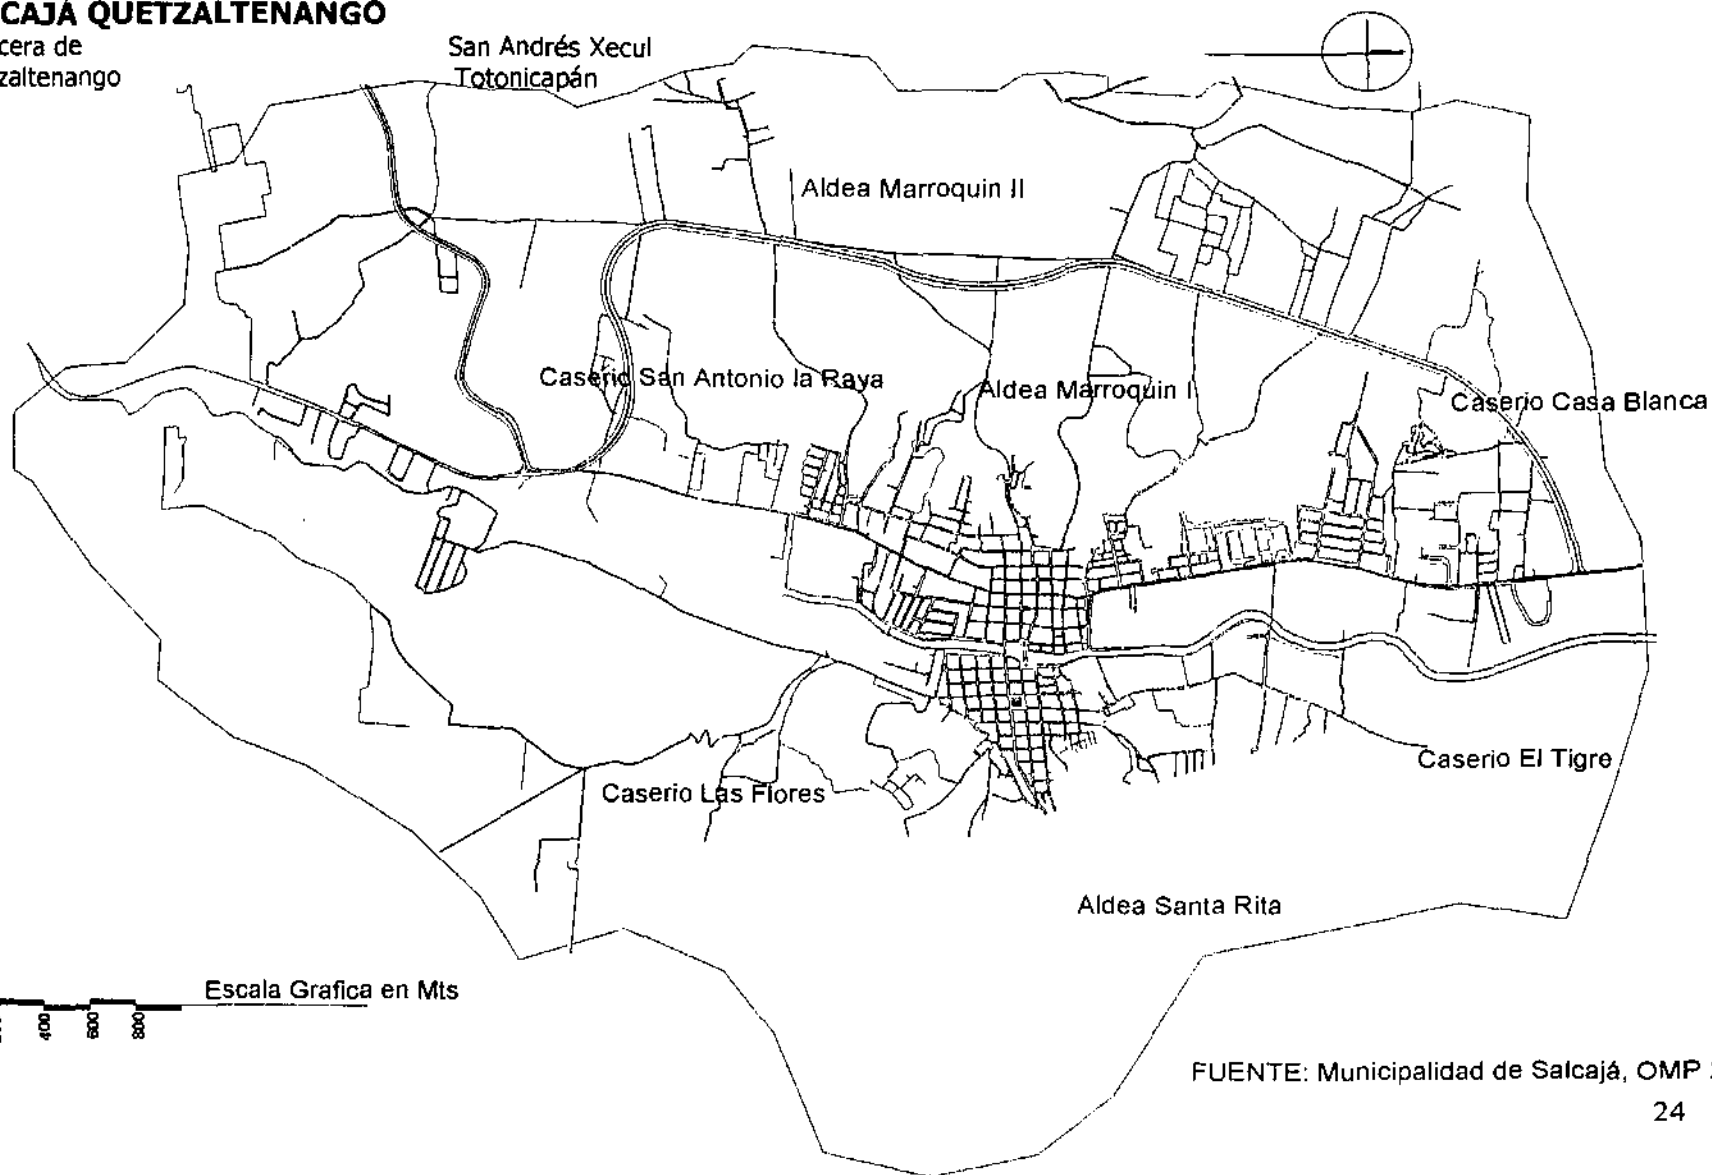 CAJÁ QUETZALTENANGO
cera de
zaltenango
San Andrés Xecul
Totonicapán
Aldea Marroquin II
Caserio San Antonio la Raya
Aldea Marroquin I
Caserio Casa Blanca
Caserio El Tigre
Caserio Las Flores
Aldea Santa Rita
Escala Grafica en Mts
400
600
800
FUENTE: Municipalidad de Salcajá, OMP
24